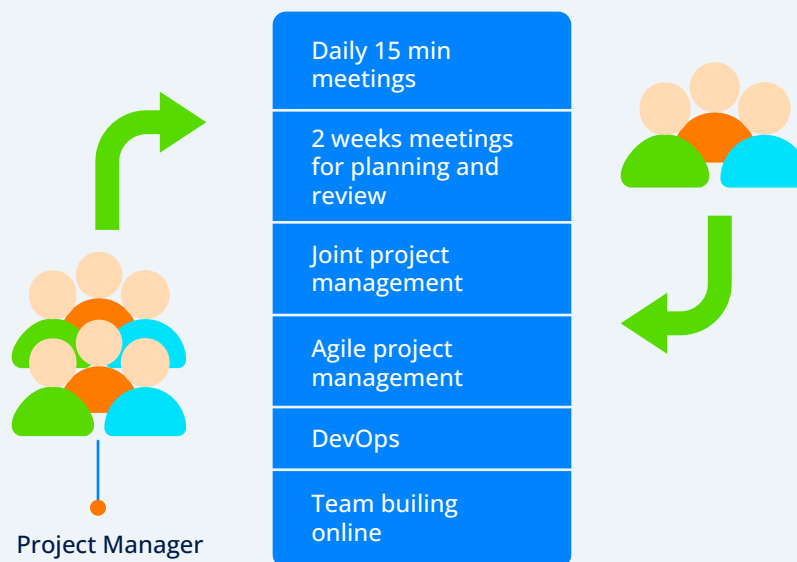 Daily 15 min
meetings
2 weeks meetings
for planning and
review
Joint project
management
Agile project
management
DevOps
Team builing
online
Project Manager